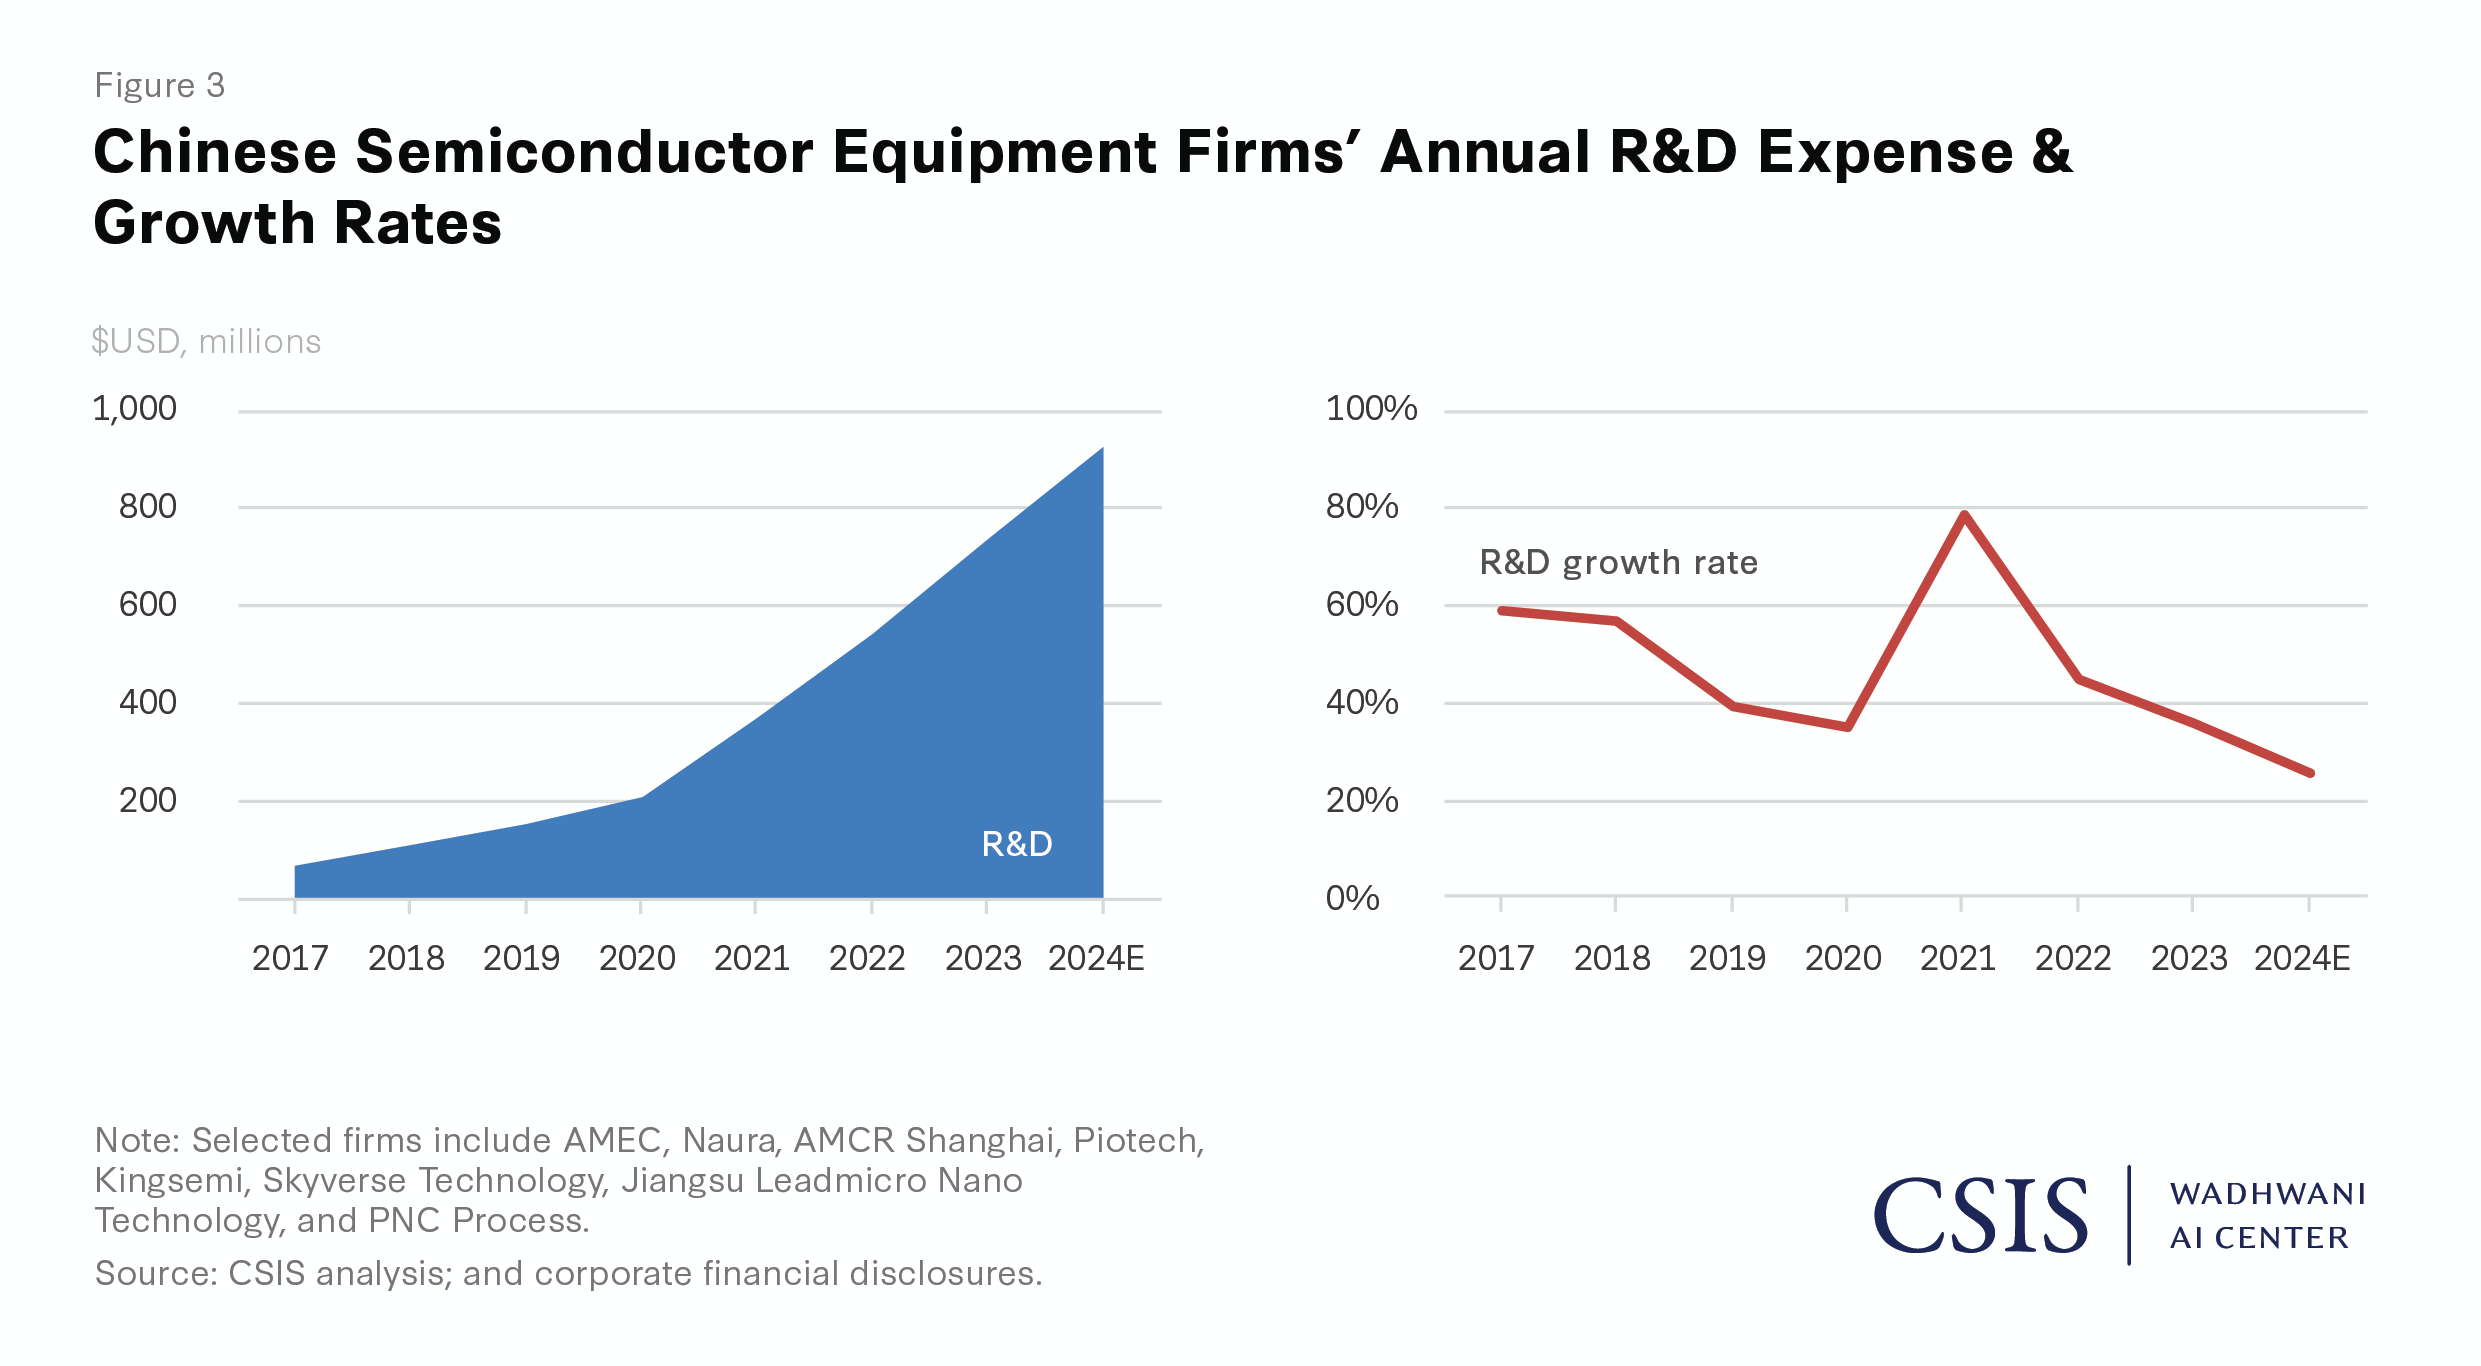 Figure 3
Chinese Semiconductor Equipment Firms’ Annual R&D Expense &
Growth Rates
$USD, millions
1,000
800
600
400
200
R&D
2017 2018 2019 2020 2021 2022 2023 2024E
100%
80%
R&D growth rate
60%
40%
20%
0%
2017 2018 2019 2020 2021 2022 2023 2024E
Note: Selected firms include AMEC, Naura, AMCR Shanghai, Piotech,
Kingsemi, Skyverse Technology, Jiangsu Leadmicro Nano
Technology, and PNC Process.
Source: CSIS analysis; and corporate financial disclosures.
CSIS
WADHWANI
AI CENTER